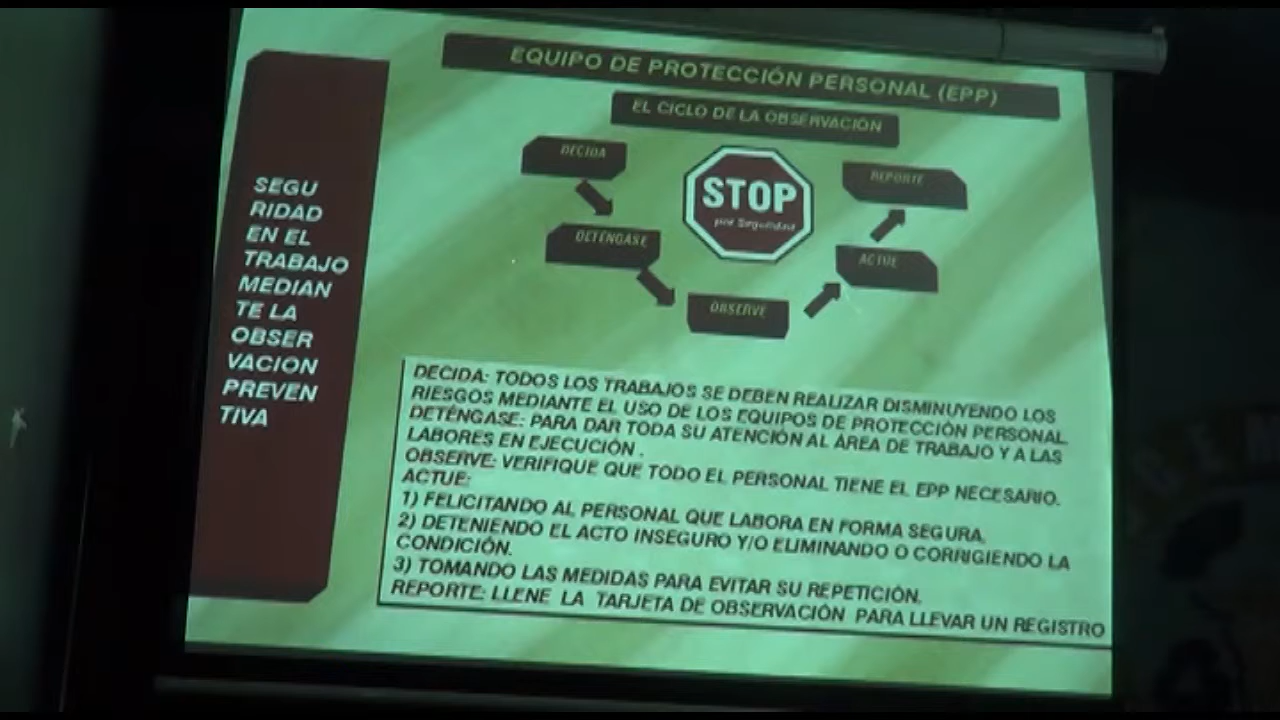 EQUIPO DE PROTECCIÓN PERSONAL (EPP)
EL CICLO DE LA OBSERVACIÓN
DECIDA
DETÉNGASE
OBSERVE
ACTUE
REPORTE
STOP
por Seguridad
SEGU
RIDAD
EN EL
TRABAJO
MEDIAN
TE LA
OBSER
VACION
PREVEN
TIVA
DECIDA: TODOS LOS TRABAJOS SE DEBEN REALIZAR DISMINUYENDO LOS
RIESGOS MEDIANTE EL USO DE LOS EQUIPOS DE PROTECCIÓN PERSONAL
DETÉNGASE: PARA DAR TODA SU ATENCIÓN AL ÁREA DE TRABAJO Y A LAS
LABORES EN EJECUCIÓN .
OBSERVE: VERIFIQUE QUE TODO EL PERSONAL TIENE EL EPP NECESARIO.
ACTUE:
1) FELICITANDO AL PERSONAL QUE LABORA EN FORMA SEGURA.
2) DETENIENDO EL ACTO INSEGURO Y/O ELIMINANDO O CORRIGIENDO LA
CONDICIÓN.
3) TOMANDO LAS MEDIDAS PARA EVITAR SU REPETICIÓN.
REPORTE: LLENE LA TARJETA DE OBSERVACIÓN PARA LLEVAR UN REGISTRO